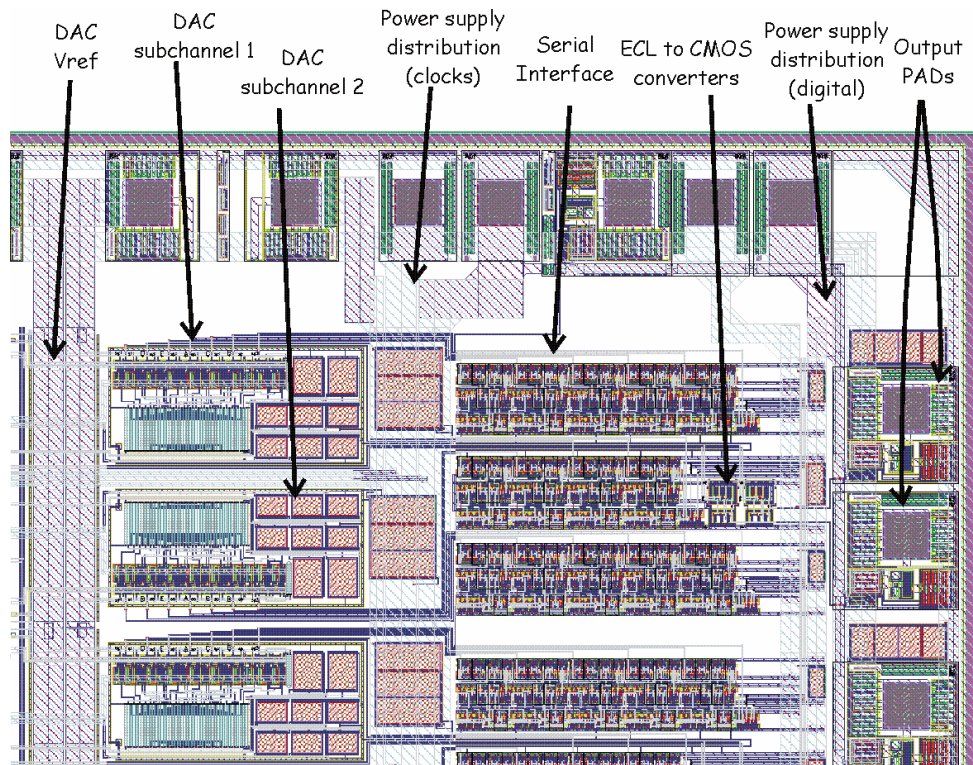 DAC
Vref
DAC
subchannel 1
DAC
subchannel 2
Power supply
distribution
(clocks)
Serial
Interface
ECL to CMOS
converters
Power supply
distribution
(digital)
Output
PADs